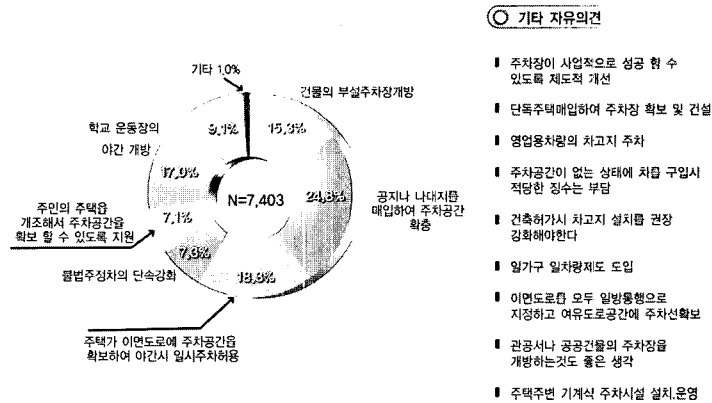 기타 자유의견
기타 1.0%
건물의 부설주차장개방
학교 운동장의
야간 개방
9.1%
15.3%
17.0%
24.8%
7.1%
7.3%
18.3%
N=7,403
공지나 나대지를
매입하여 주차공간
확충
주민의 주택을
개조해서 주차공간을
확보 할 수 있도록 지원
불법주정차의 단속강화
주택가 이면도로에 주차공간을
확보하여 야간시 일시주차허용
주차장이 사업적으로 성공 할 수
있도록 제도적 개선
단독주택매입하여 주차장 확보 및 건설
영업용차량의 차고지 주차
주차공간이 없는 상태에 차를 구입시
적당한 징수는 부담
건축허가시 차고지 설치를 권장
강화해야한다
일가구 일차량제도 도입
이면도로를 모두 일방통행으로
지정하고 여유도로공간에 주차선확보
관공서나 공공건물의 주차장을
개방하는것도 좋은 생각
주택주변 기계식 주차시설 설치,운영